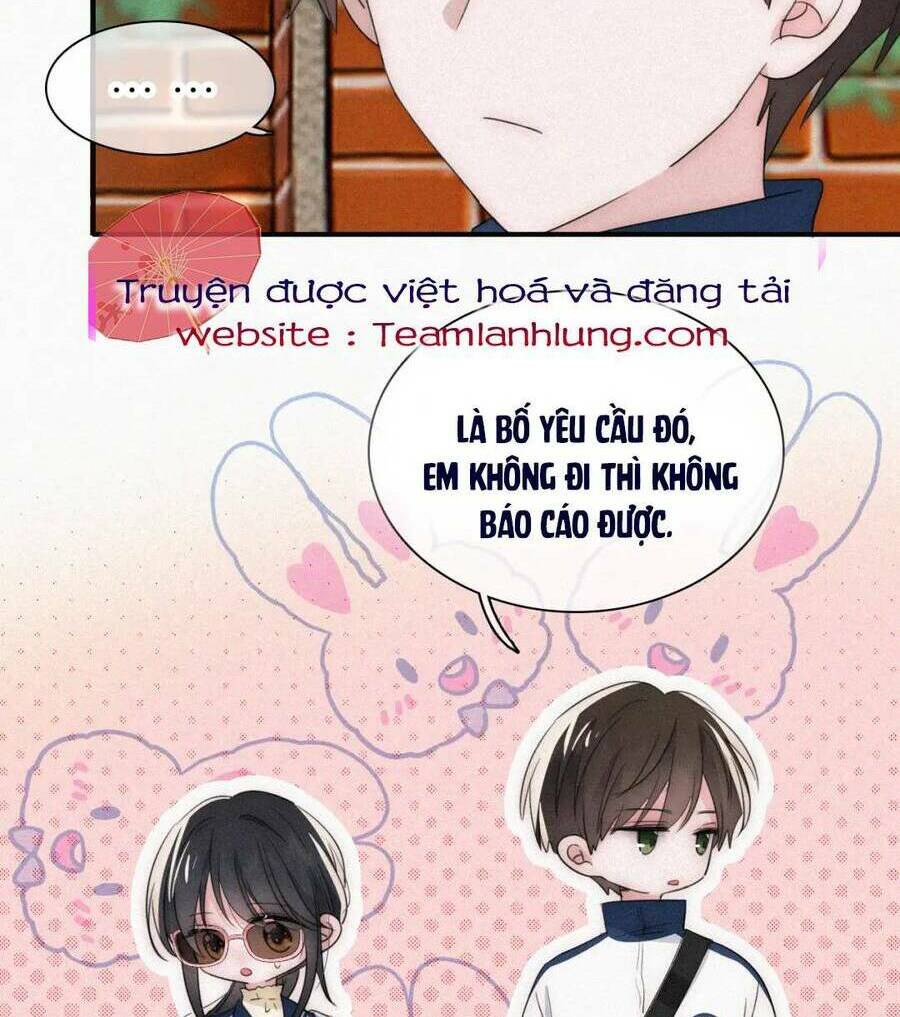 ... ...
Truyện được việt hoá và đăng tải
website : Teamlanhlung.com
LÀ BỐ YÊU CẦU ĐÓ,
EM KHÔNG ĐI THÌ KHÔNG
BÁO CÁO ĐƯỢC.